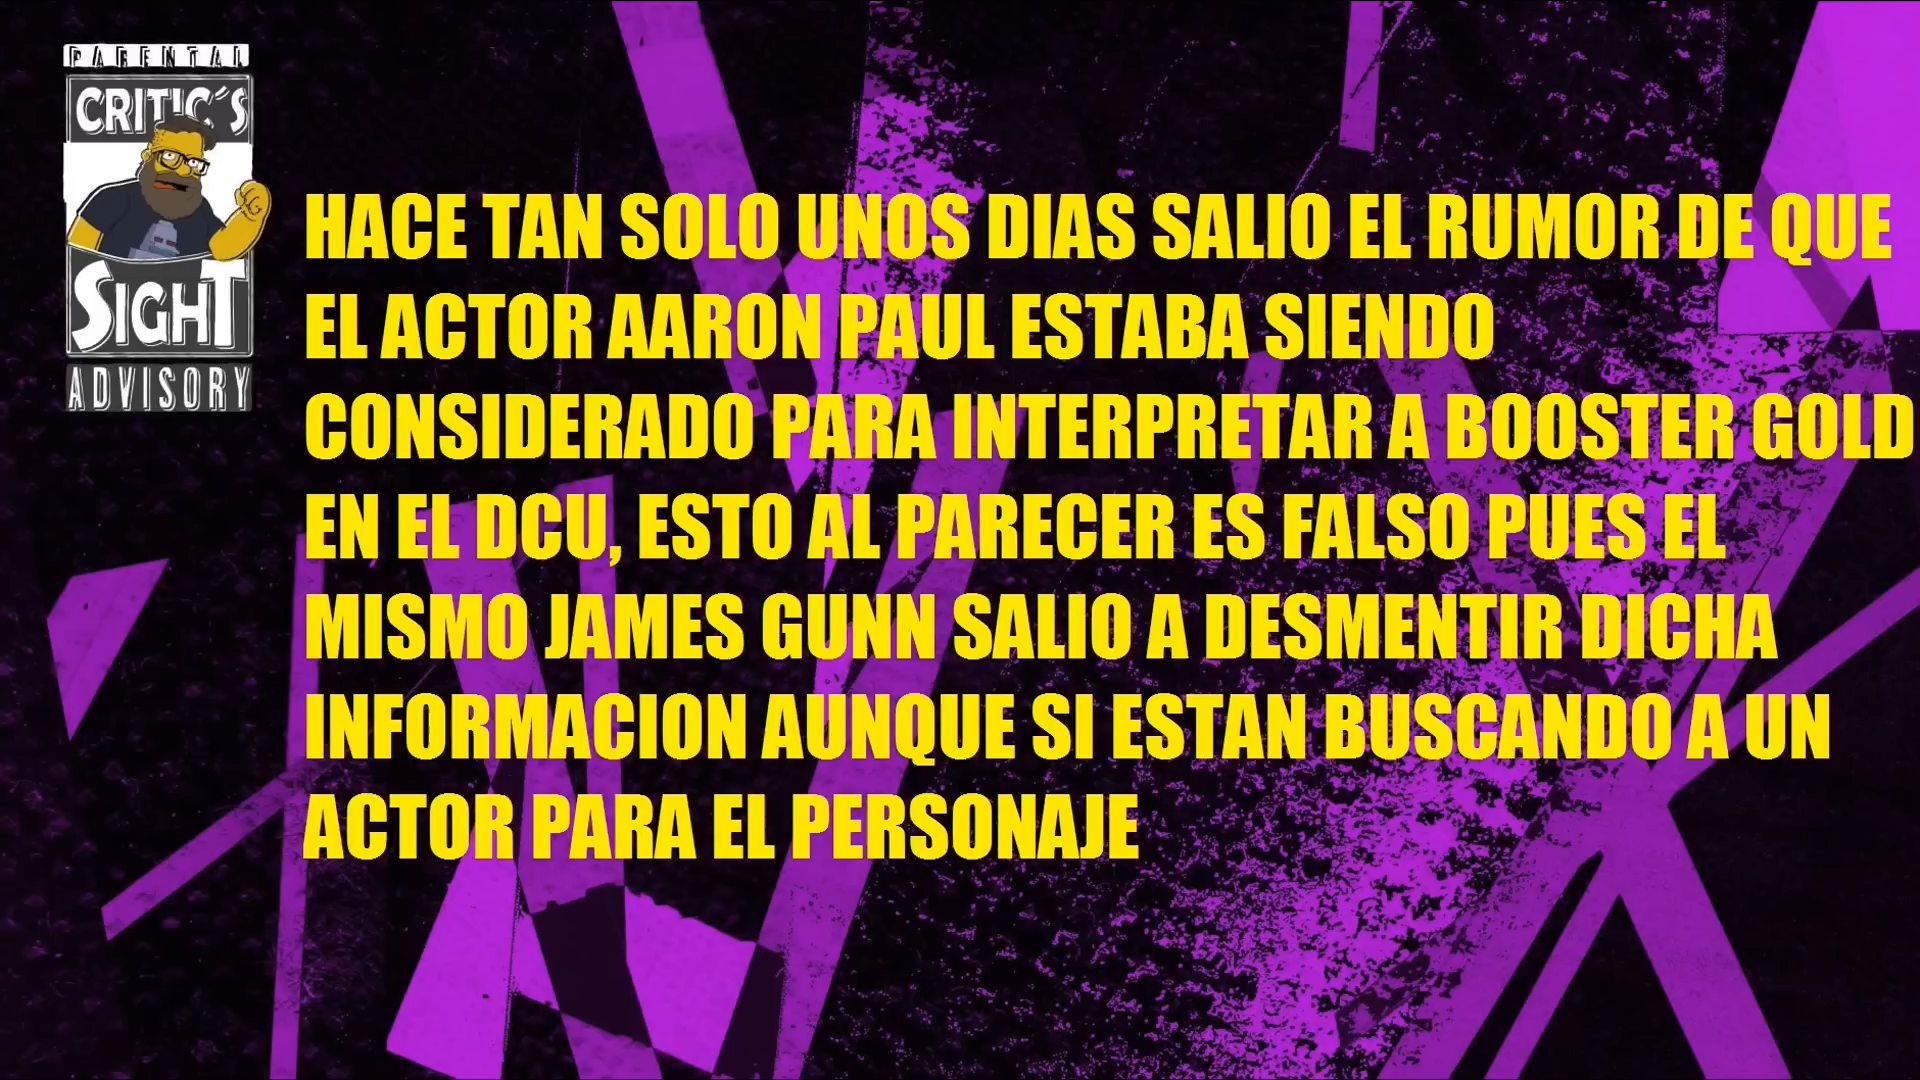 PARENTAL
CRITIC´S
SIGHT
ADVISORY
HACE TAN SOLO UNOS DIAS SALIO EL RUMOR DE QUE
EL ACTOR AARON PAUL ESTABA SIENDO
CONSIDERADO PARA INTERPRETAR A BOOSTER GOLD
EN EL DCU, ESTO AL PARECER ES FALSO PUES EL
MISMO JAMES GUNN SALIO A DESMENTIR DICHA
INFORMACION AUNQUE SI ESTAN BUSCANDO A UN
ACTOR PARA EL PERSONAJE